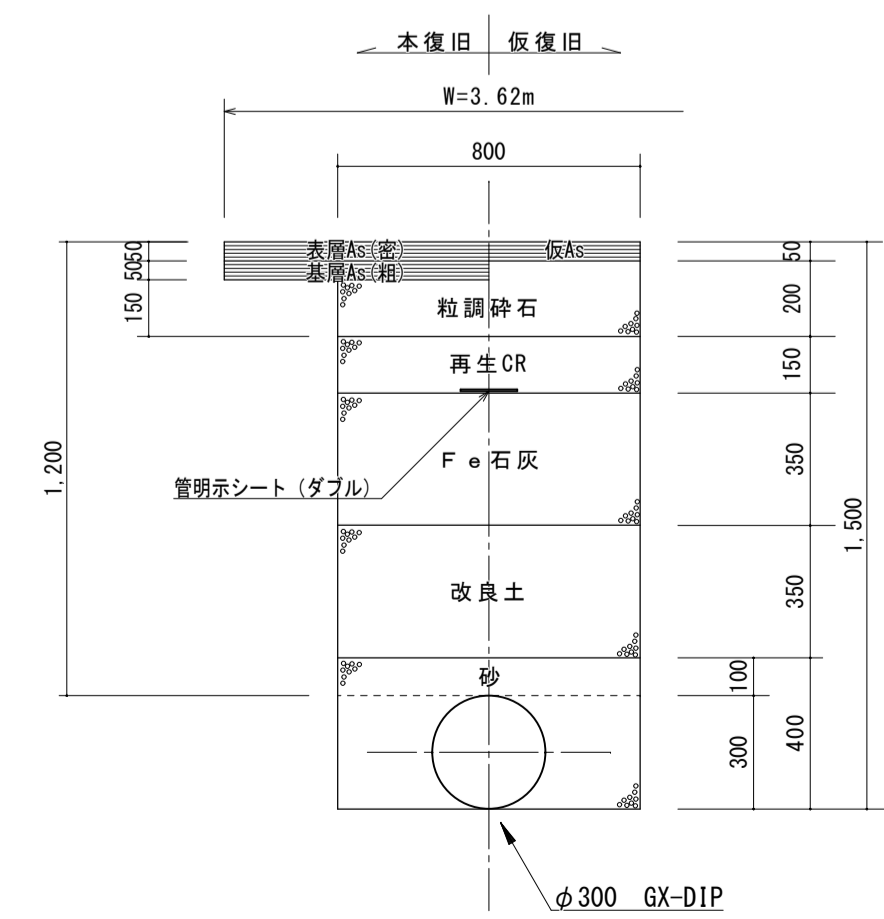 本復旧 仮復旧
W=3.62m
800
表層As(密) 仮As
基層As(粗)
50
50
150
粒調砕石
再生CR
Fe石灰
管明示シート（ダブル）
改良土
砂
1,200
50
200
150
350
350
100
300
400
1,500
φ300 GX-DIP